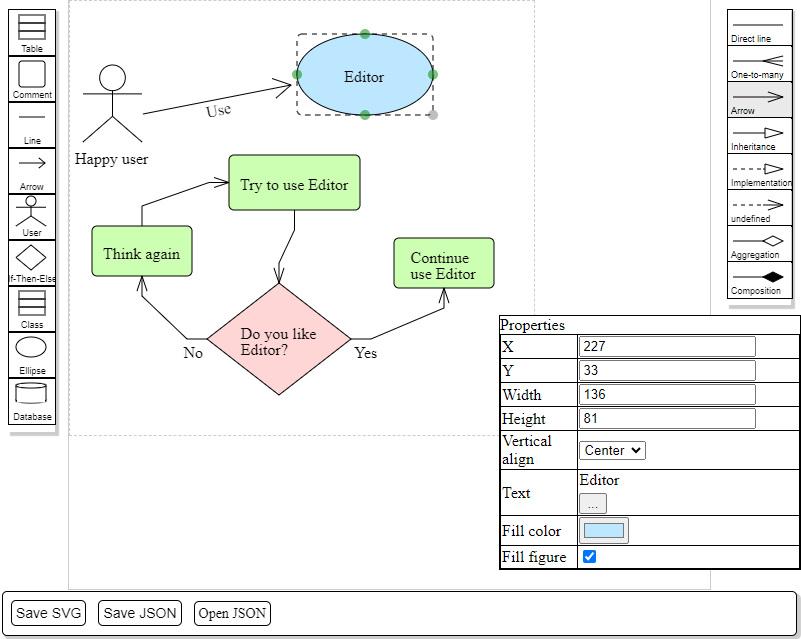 Table
Comment
Line
Arrow
User
If-Then-Else
Class
Ellipse
Database
Editor
Use
Happy user
Try to use Editor
Think again
Continue
use Editor
Do you like
Editor?
No
Yes
Direct line
One-to-many
Arrow
Inheritance
Implementation
undefined
Aggregation
Composition
Properties
X 227
Y 33
Width 136
Height 81
Vertical
align
Center
Text
Editor
...
Fill color
Fill figure
Save SVG Save JSON Open JSON